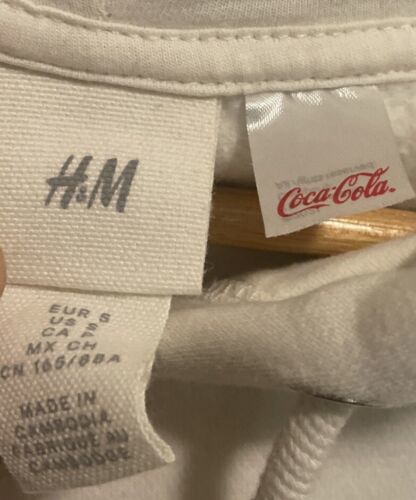 H&M
Coca-Cola.
EUR S
US S
CA P
MX CH
CN 165/88A
MADE IN
CAMBODIA
FABRIQUE AU
CAMBODGE